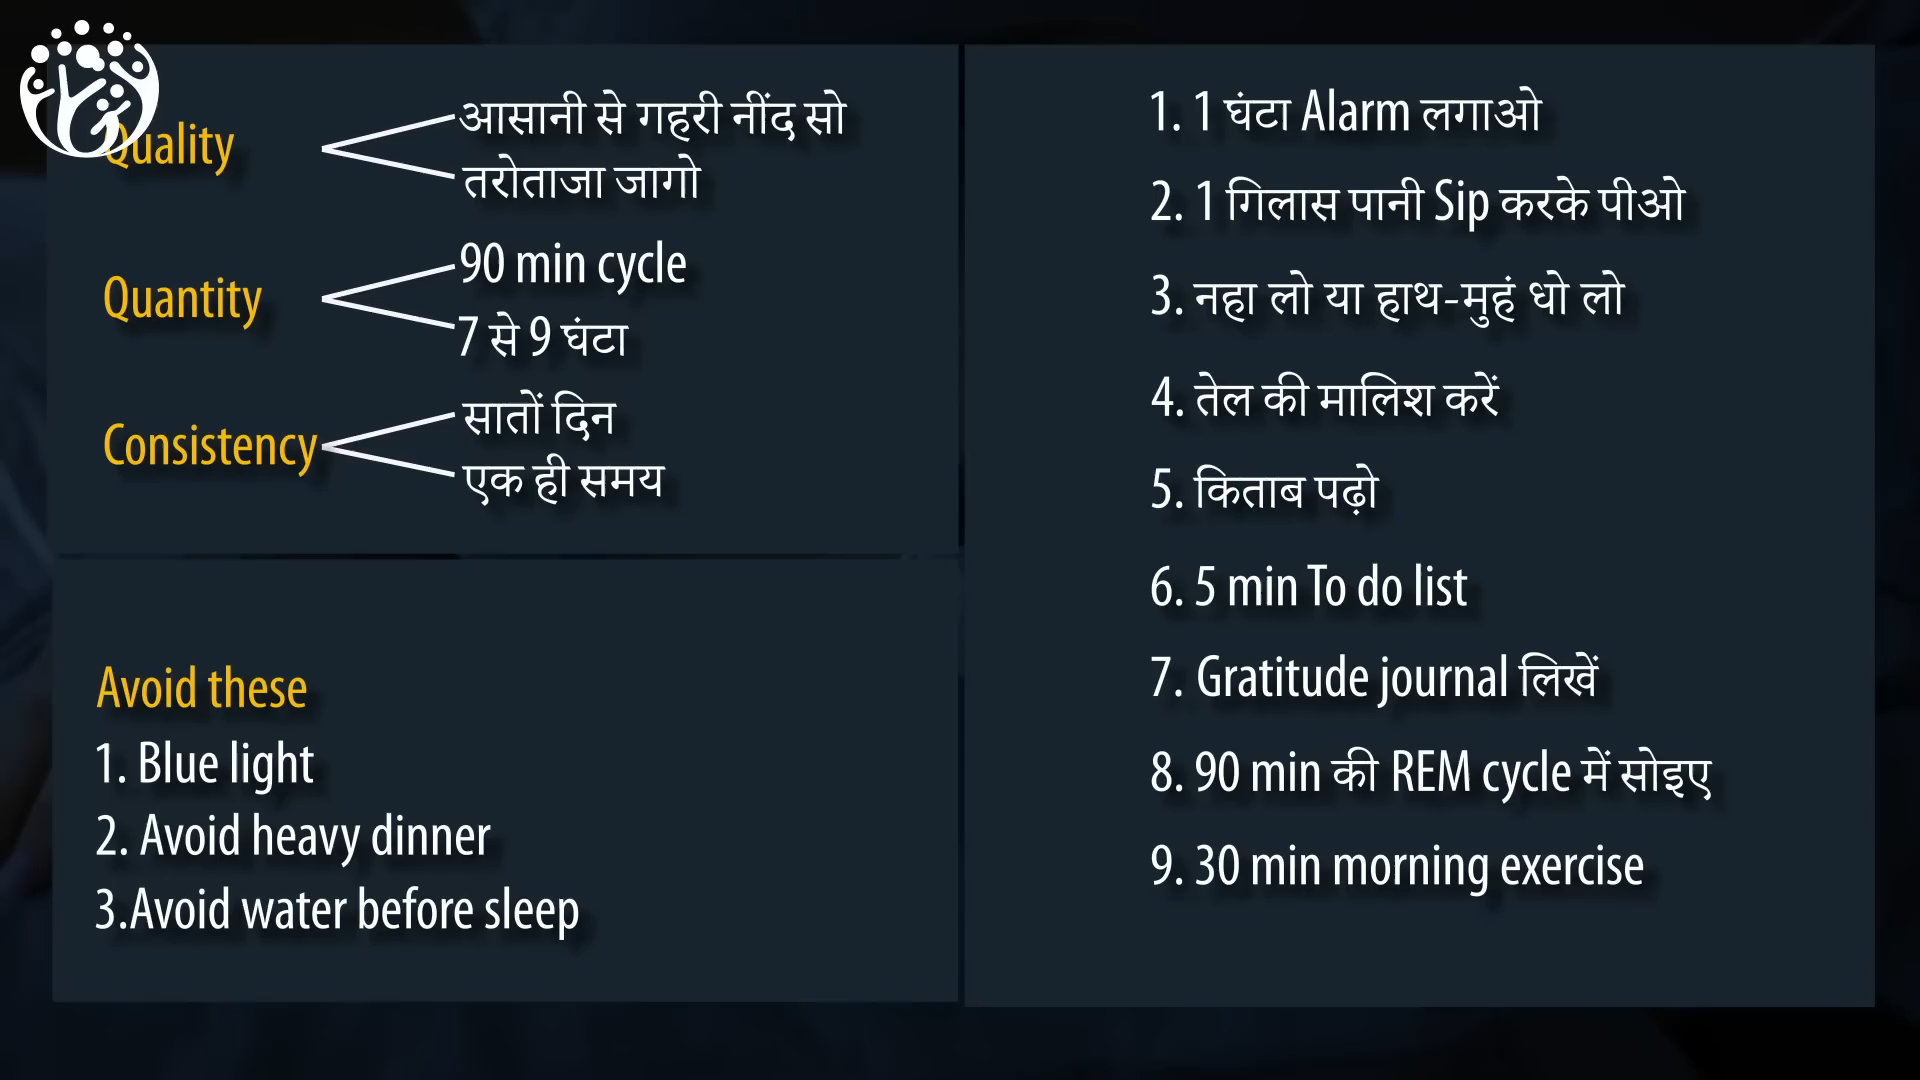 Quality
आसानी से गहरी नींद सो
तरोताजा जागो
Quantity
90 min cycle
7 से 9 घंटा
Consistency
सातों दिन
एक ही समय
Avoid these
1. Blue light
2. Avoid heavy dinner
3.Avoid water before sleep
1. 1 घंटा Alarm लगाओ
2. 1 गिलास पानी Sip करके पीओ
3. नहा लो या हाथ-मुहं धो लो
4. तेल की मालिश करें
5. किताब पढ़ो
6. 5 min To do list
7. Gratitude journal लिखें
8. 90 min की REM cycle में सोइए
9. 30 min morning exercise